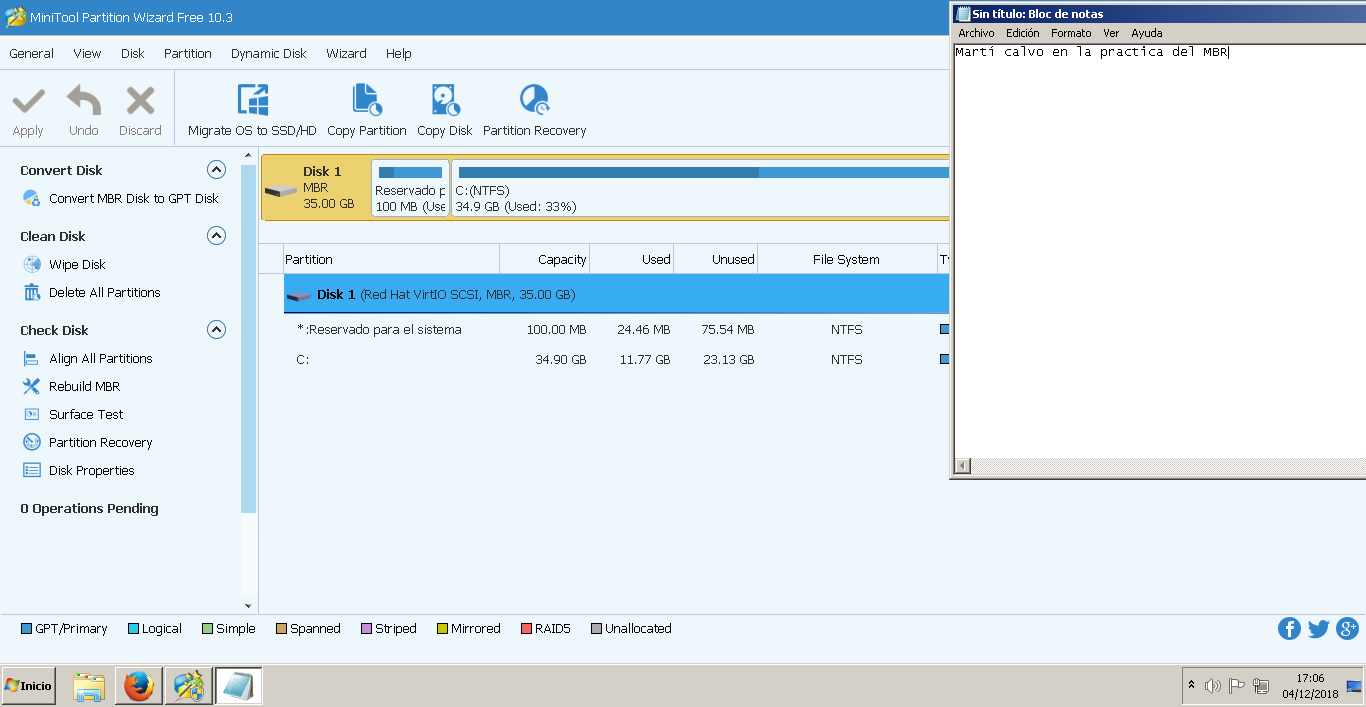 MiniTool Partition Wizard Free 10.3
General View Disk Partition Dynamic Disk Wizard Help
Apply Undo Discard Migrate OS to SSD/HD Copy Partition Copy Disk Partition Recovery
Convert Disk
Convert MBR Disk to GPT Disk
Clean Disk
Wipe Disk
Delete All Partitions
Check Disk
Align All Partitions
Rebuild MBR
Surface Test
Partition Recovery
Disk Properties
0 Operations Pending
Disk 1
MBR
35.00 GB
Reservado p
100 MB (Use
C:(NTFS)
34.9 GB (Used: 33%)
Partition Capacity Used Unused File System
Disk 1 (Red Hat VirtIO SCSI, MBR, 35.00 GB)
*:Reservado para el sistema 100.00 MB 24.46 MB 75.54 MB NTFS
C: 34.90 GB 11.77 GB 23.13 GB NTFS
GPT/Primary Logical Simple Spanned Striped Mirrored RAID5 Unallocated
Sin título: Bloc de notas
Archivo Edición Formato Ver Ayuda
Martí calvo en la practica del MBR
Inicio
17:06
04/12/2018